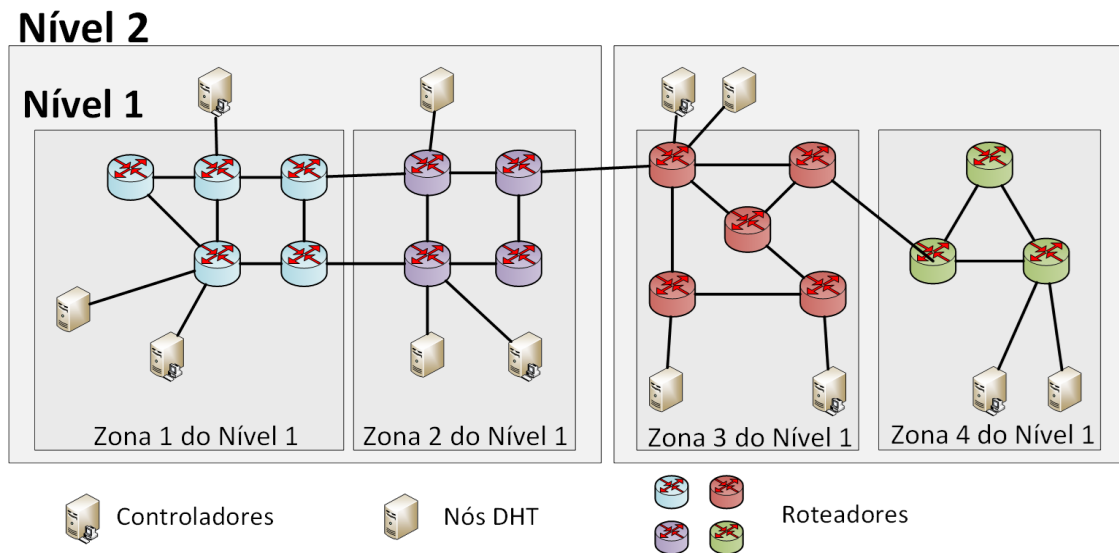 Nível 2
Nível 1
Zona 1 do Nível 1
Zona 2 do Nível 1
Zona 3 do Nível 1
Zona 4 do Nível 1
Controladores
Nós DHT
Roteadores